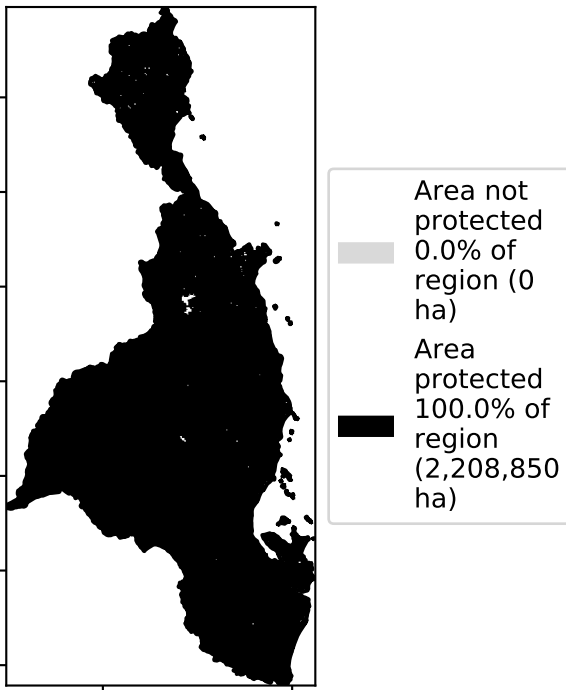 Area not
protected
0.0% of
region (0
ha)
Area
protected
100.0% of
region
(2,208,850
ha)